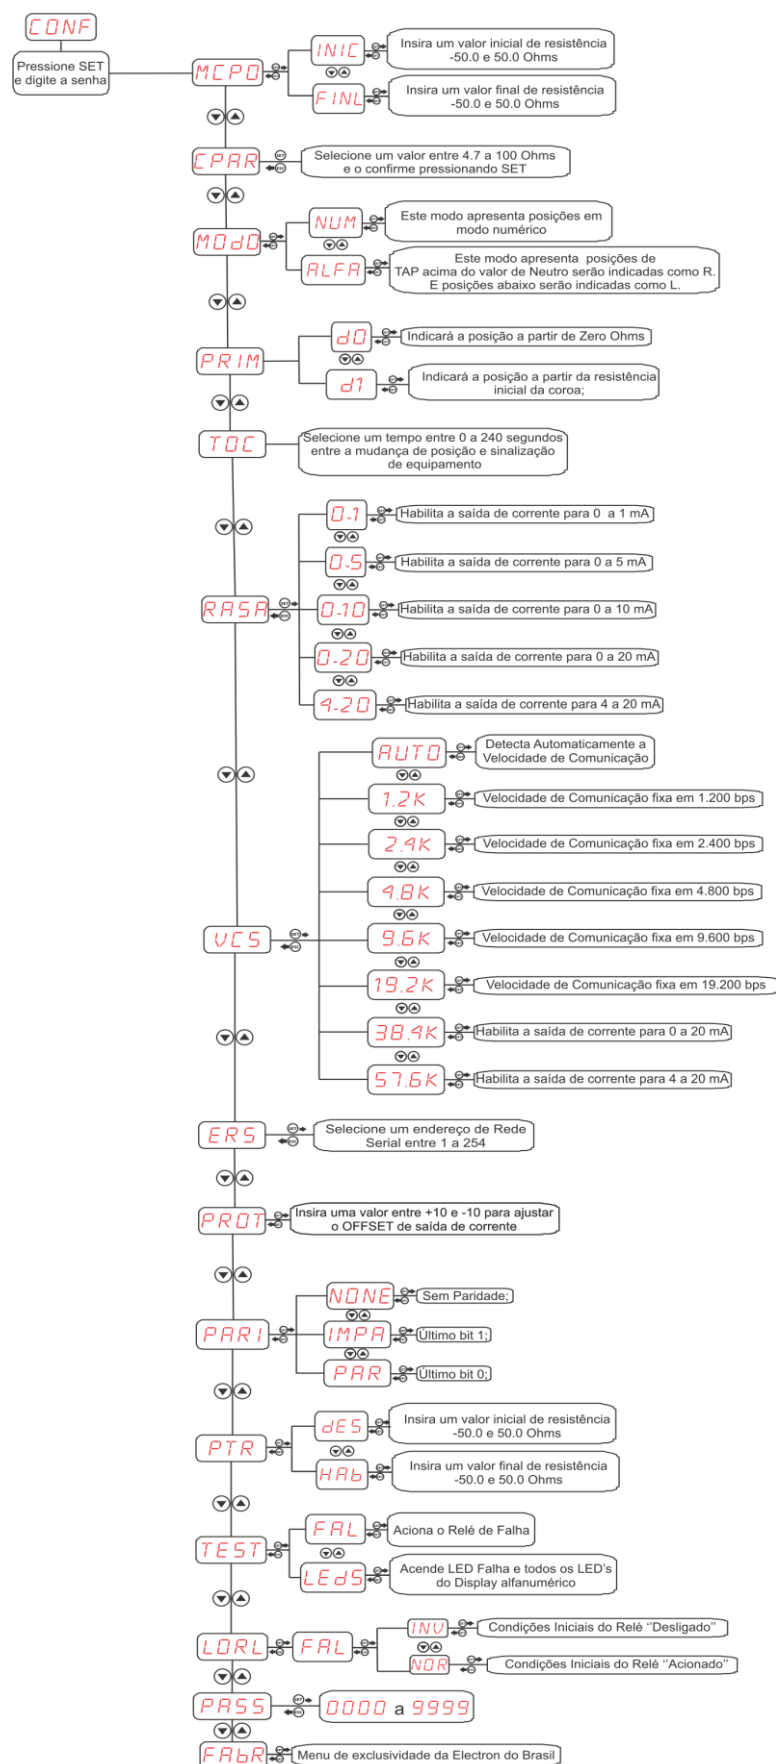 CONF
Pressione SET
e digite a senha
MCPO
INIC
Insira um valor inicial de resistência
-50.0 e 50.0 Ohms
FINL
Insira um valor final de resistência
-50.0 e 50.0 Ohms
CPAR
SET
ESC
Selecione um valor entre 4.7 a 100 Ohms
e o confirme pressionando SET
MOdO
NUM
Este modo apresenta posições em
modo numérico
ALFA
Este modo apresenta posições de
TAP acima do valor de Neutro serão indicadas como R.
E posições abaixo serão indicadas como L.
PRIM
d0
Indicará a posição a partir de Zero Ohms
d1
Indicará a posição a partir da resistência
inicial da coroa;
TOC
Selecione um tempo entre 0 a 240 segundos
entre a mudança de posição e sinalização
de equipamento
RASA
SET
ESC
0-1
Habilita a saída de corrente para 0 a 1 mA
0-5
Habilita a saída de corrente para 0 a 5 mA
0-10
Habilita a saída de corrente para 0 a 10 mA
0-20
Habilita a saída de corrente para 0 a 20 mA
4-20
Habilita a saída de corrente para 4 a 20 mA
VCS
SET
ESC
AUTO
Detecta Automaticamente a
Velocidade de Comunicação
1.2K
Velocidade de Comunicação fixa em 1.200 bps
2.4K
Velocidade de Comunicação fixa em 2.400 bps
4.8K
Velocidade de Comunicação fixa em 4.800 bps
9.6K
Velocidade de Comunicação fixa em 9.600 bps
19.2K
Velocidade de Comunicação fixa em 19.200 bps
38.4K
Habilita a saída de corrente para 0 a 20 mA
57.6K
Habilita a saída de corrente para 4 a 20 mA
ERS
SET
ESC
Selecione um endereço de Rede
Serial entre 1 a 254
PROT
Insira uma valor entre +10 e -10 para ajustar
o OFFSET de saída de corrente
PARI
NONE
Sem Paridade;
IMPA
Último bit 1;
PAR
Último bit 0;
PTR
dES
Insira um valor inicial de resistência
-50.0 e 50.0 Ohms
HAb
Insira um valor final de resistência
-50.0 e 50.0 Ohms
TEST
FAL
Aciona o Relé de Falha
LEdS
Acende LED Falha e todos os LED's
do Display alfanumérico
LORL
FAL
INV
Condições Iniciais do Relé "Desligado"
NOR
Condições Iniciais do Relé "Acionado"
PASS
SET
ESC
0000 a 9999
FAbR
Menu de exclusividade da Electron do Brasil